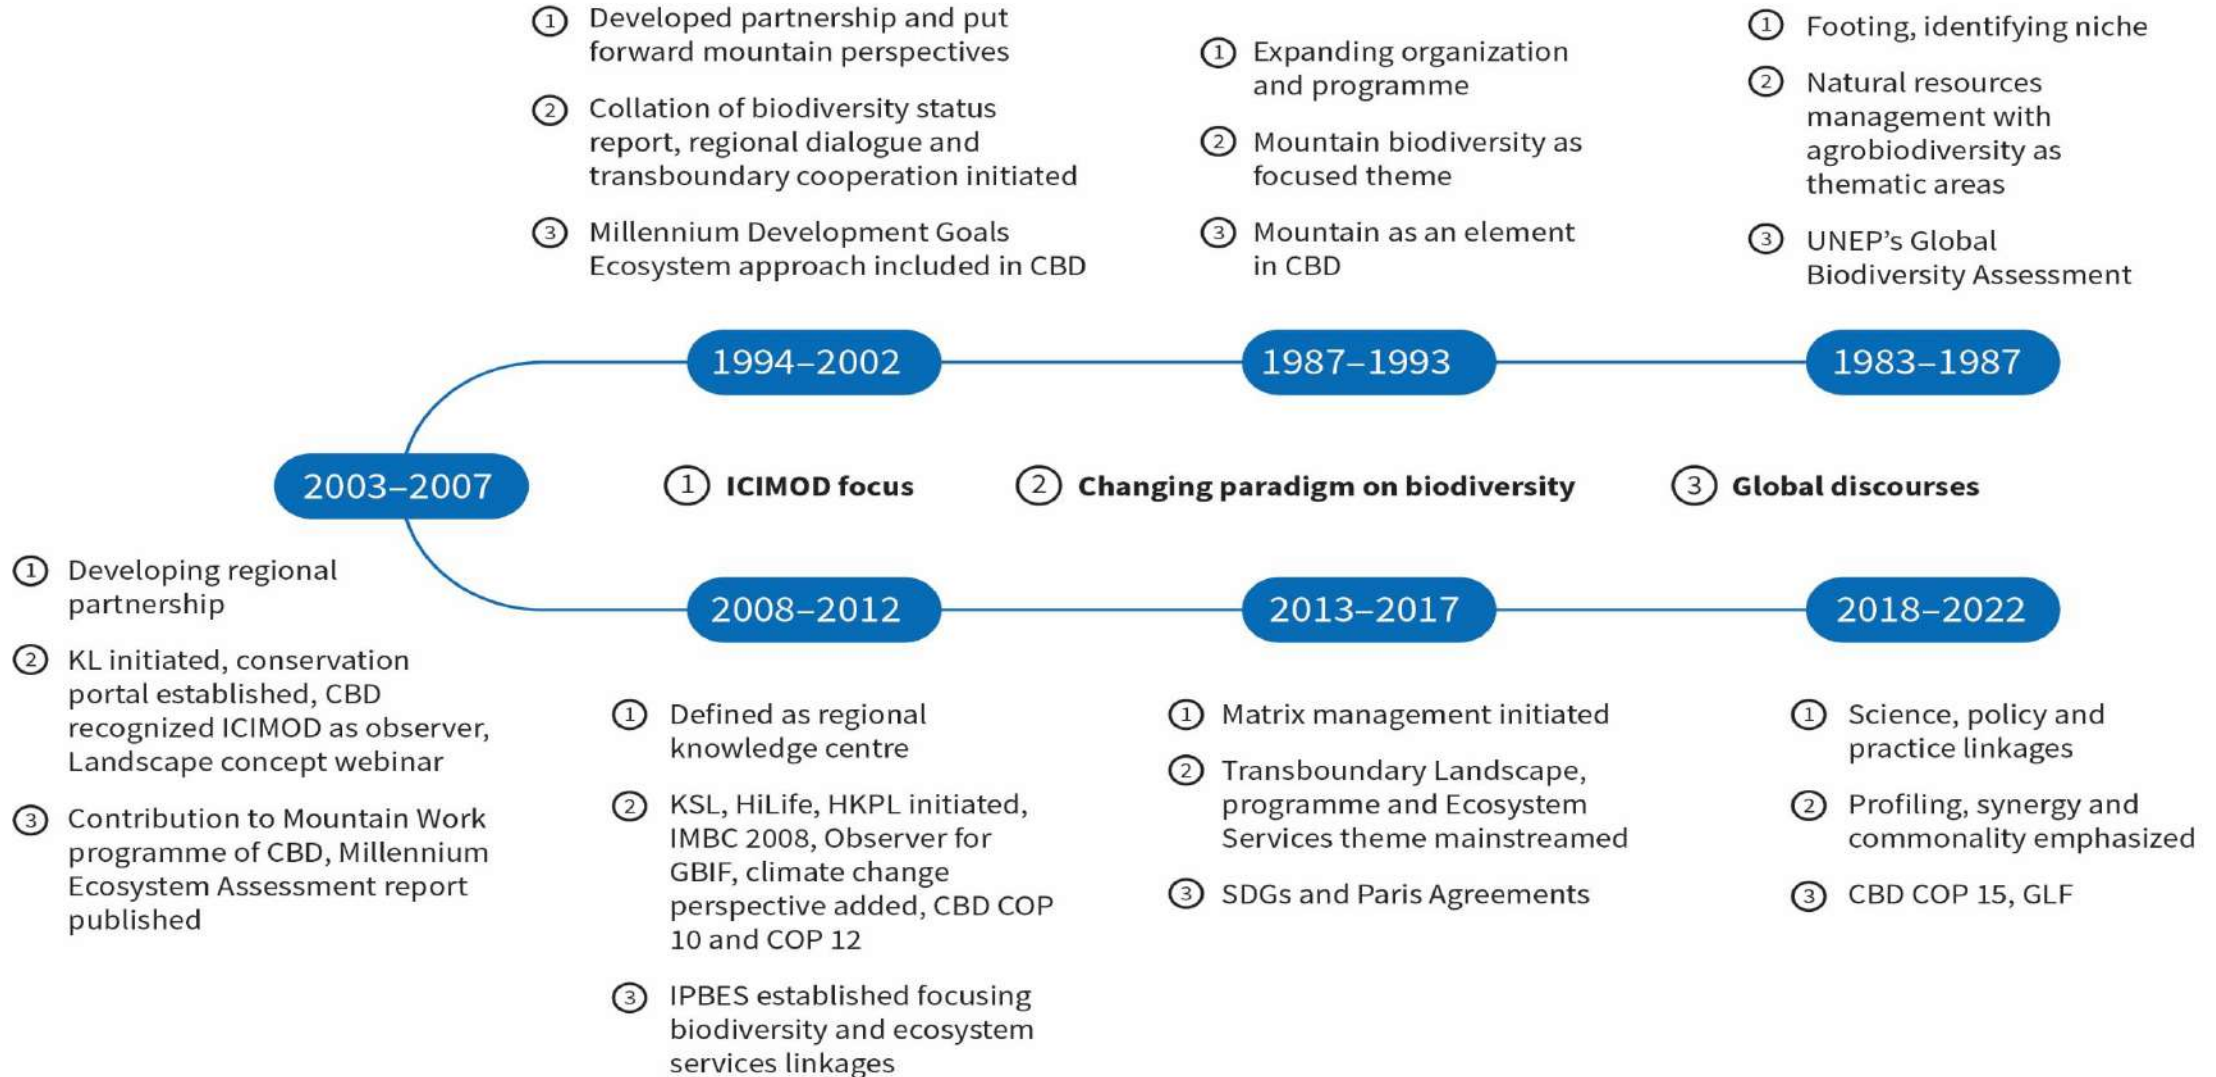 ① Developed partnership and put
forward mountain perspectives
② Collation of biodiversity status
report, regional dialogue and
transboundary cooperation initiated
③ Millennium Development Goals
Ecosystem approach included in CBD
① Expanding organization
and programme
② Mountain biodiversity as
focused theme
③ Mountain as an element
in CBD
① Footing, identifying niche
② Natural resources
management with
agrobiodiversity as
thematic areas
③ UNEP’s Global
Biodiversity Assessment
1994–2002
1987–1993
1983–1987
2003–2007
① ICIMOD focus
② Changing paradigm on biodiversity
③ Global discourses
① Developing regional
partnership
② KL initiated, conservation
portal established, CBD
recognized ICIMOD as observer,
Landscape concept webinar
③ Contribution to Mountain Work
programme of CBD, Millennium
Ecosystem Assessment report
published
2008–2012
2013–2017
2018–2022
① Defined as regional
knowledge centre
② KSL, HiLife, HKPL initiated,
IMBC 2008, Observer for
GBIF, climate change
perspective added, CBD COP
10 and COP 12
③ IPBES established focusing
biodiversity and ecosystem
services linkages
① Matrix management initiated
② Transboundary Landscape,
programme and Ecosystem
Services theme mainstreamed
③ SDGs and Paris Agreements
① Science, policy and
practice linkages
② Profiling, synergy and
commonality emphasized
③ CBD COP 15, GLF